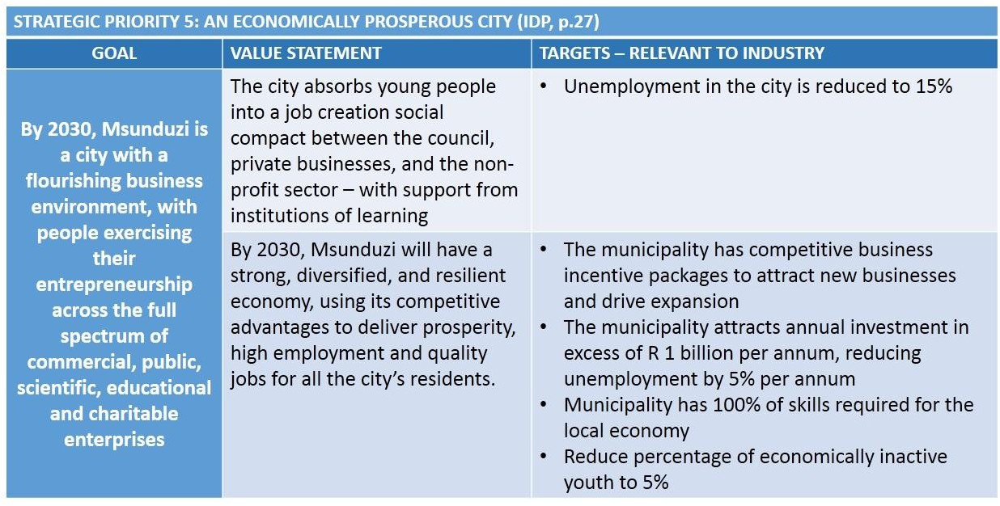 STRATEGIC PRIORITY 5: AN ECONOMICALLY PROSPEROUS CITY (IDP, p.27)
GOAL
VALUE STATEMENT
TARGETS – RELEVANT TO INDUSTRY
By 2030, Msunduzi is
a city with a
flourishing business
environment, with
people exercising
their
entrepreneurship
across the full
spectrum of
commercial, public,
scientific, educational
and charitable
enterprises
The city absorbs young people
into a job creation social
compact between the council,
private businesses, and the non-
profit sector – with support from
institutions of learning
• Unemployment in the city is reduced to 15%
By 2030, Msunduzi will have a
strong, diversified, and resilient
economy, using its competitive
advantages to deliver prosperity,
high employment and quality
jobs for all the city’s residents.
• The municipality has competitive business
incentive packages to attract new businesses
and drive expansion
• The municipality attracts annual investment in
excess of R 1 billion per annum, reducing
unemployment by 5% per annum
• Municipality has 100% of skills required for the
local economy
• Reduce percentage of economically inactive
youth to 5%